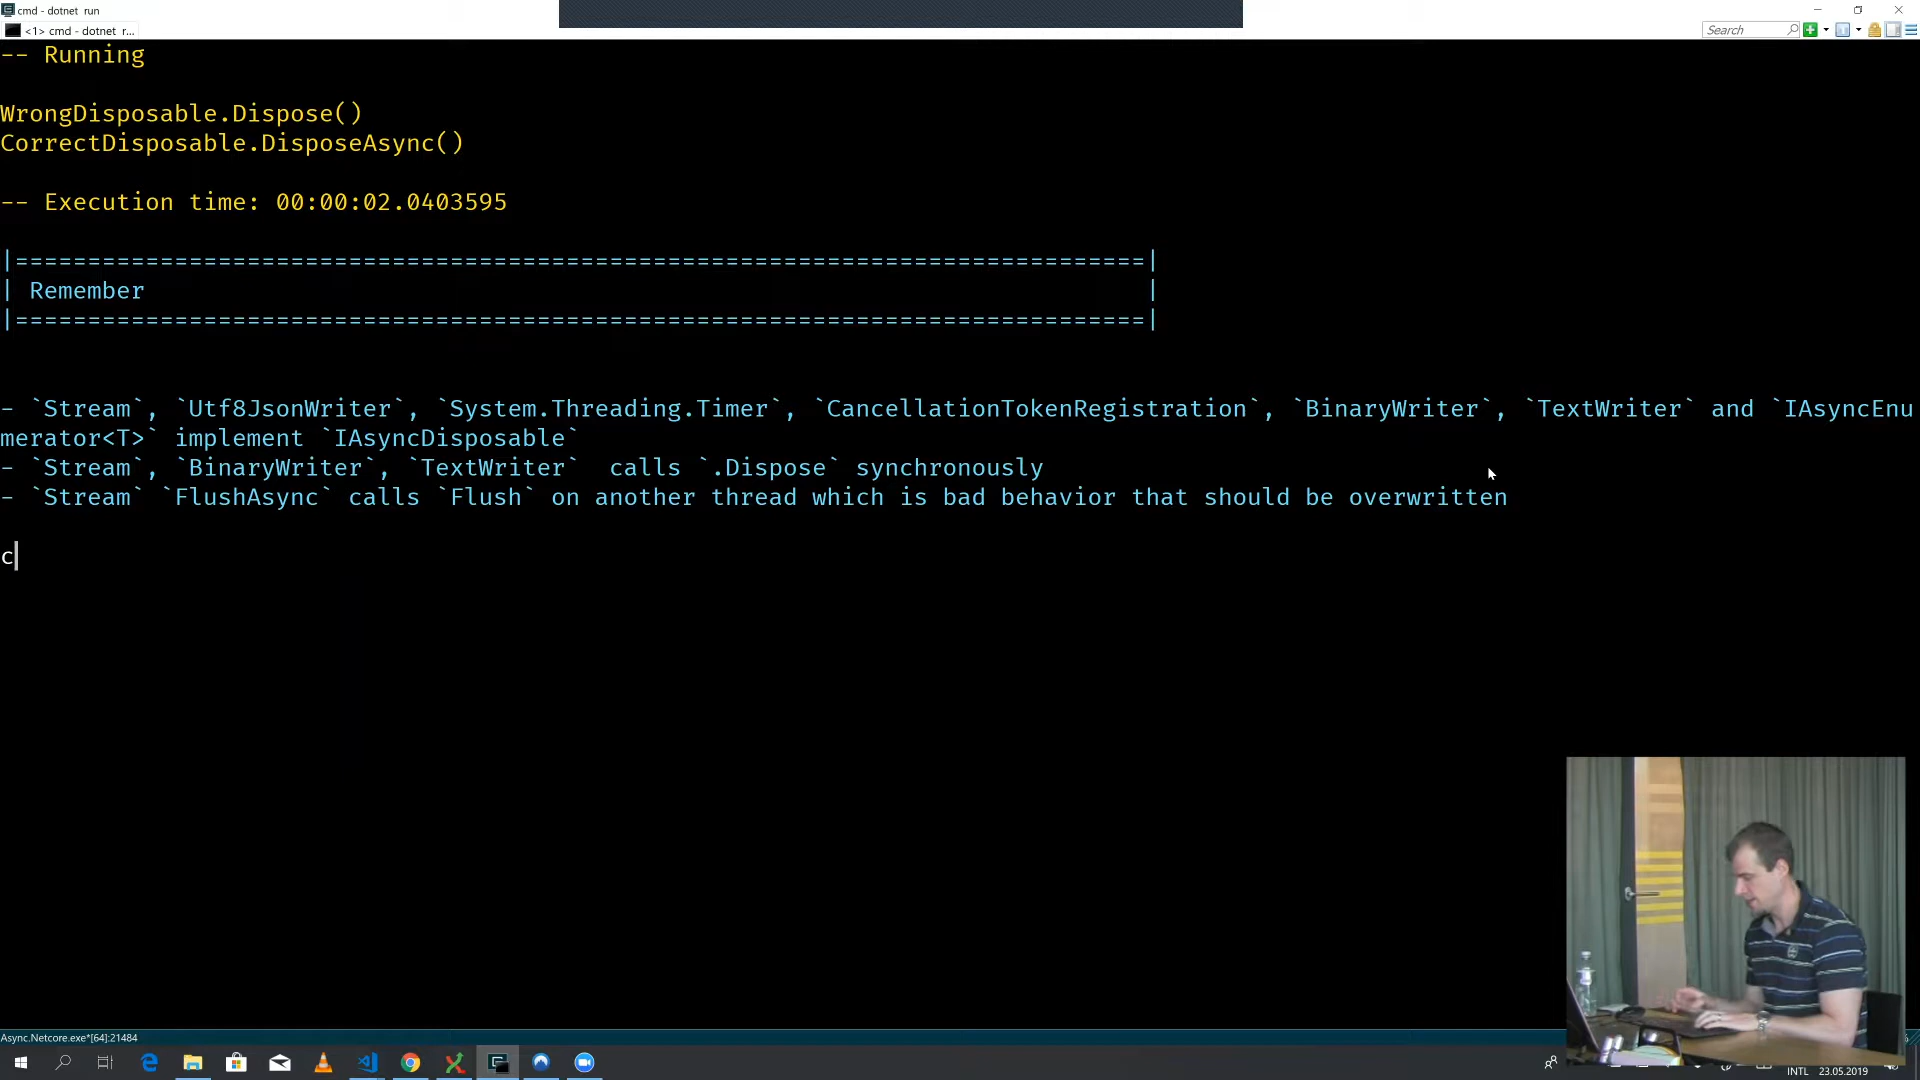 cmd - dotnet run
<1> cmd - dotnet r...
Search
-- Running
WrongDisposable.Dispose()
CorrectDisposable.DisposeAsync()
-- Execution time: 00:00:02.0403595
|==============================================================================|
| Remember |
|==============================================================================|
- `Stream`, `Utf8JsonWriter`, `System.Threading.Timer`, `CancellationTokenRegistration`, `BinaryWriter`, `TextWriter` and `IAsyncEnu
merator<T>` implement `IAsyncDisposable`
- `Stream`, `BinaryWriter`, `TextWriter`  calls `.Dispose` synchronously
- `Stream` `FlushAsync` calls `Flush` on another thread which is bad behavior that should be overwritten
c
Async.Netcore.exe*[64]:21484
INTL 23.05.2019